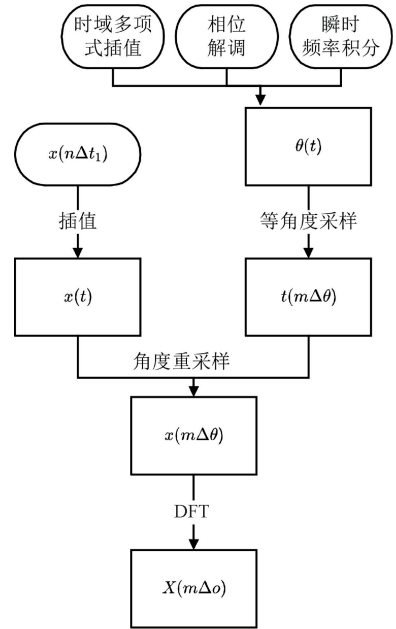 时域多项
式插值
相位
解调
瞬时
频率积分
x(nΔt₁)
θ(t)
插值
等角度采样
x(t)
t(mΔθ)
角度重采样
x(mΔθ)
DFT
X(mΔo)